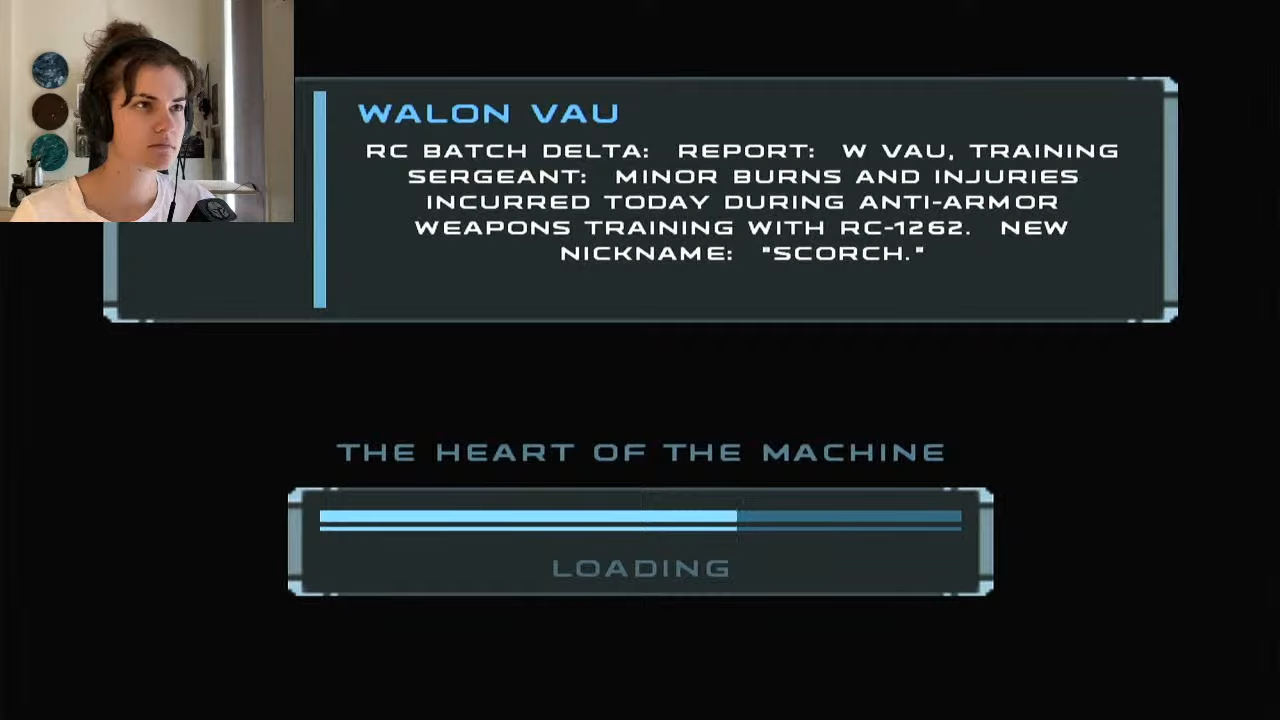 WALON VAU
RC BATCH DELTA: REPORT: W VAU, TRAINING
SERGEANT: MINOR BURNS AND INJURIES
INCURRED TODAY DURING ANTI-ARMOR
WEAPONS TRAINING WITH RC-1262. NEW
NICKNAME: "SCORCH."
THE HEART OF THE MACHINE
LOADING